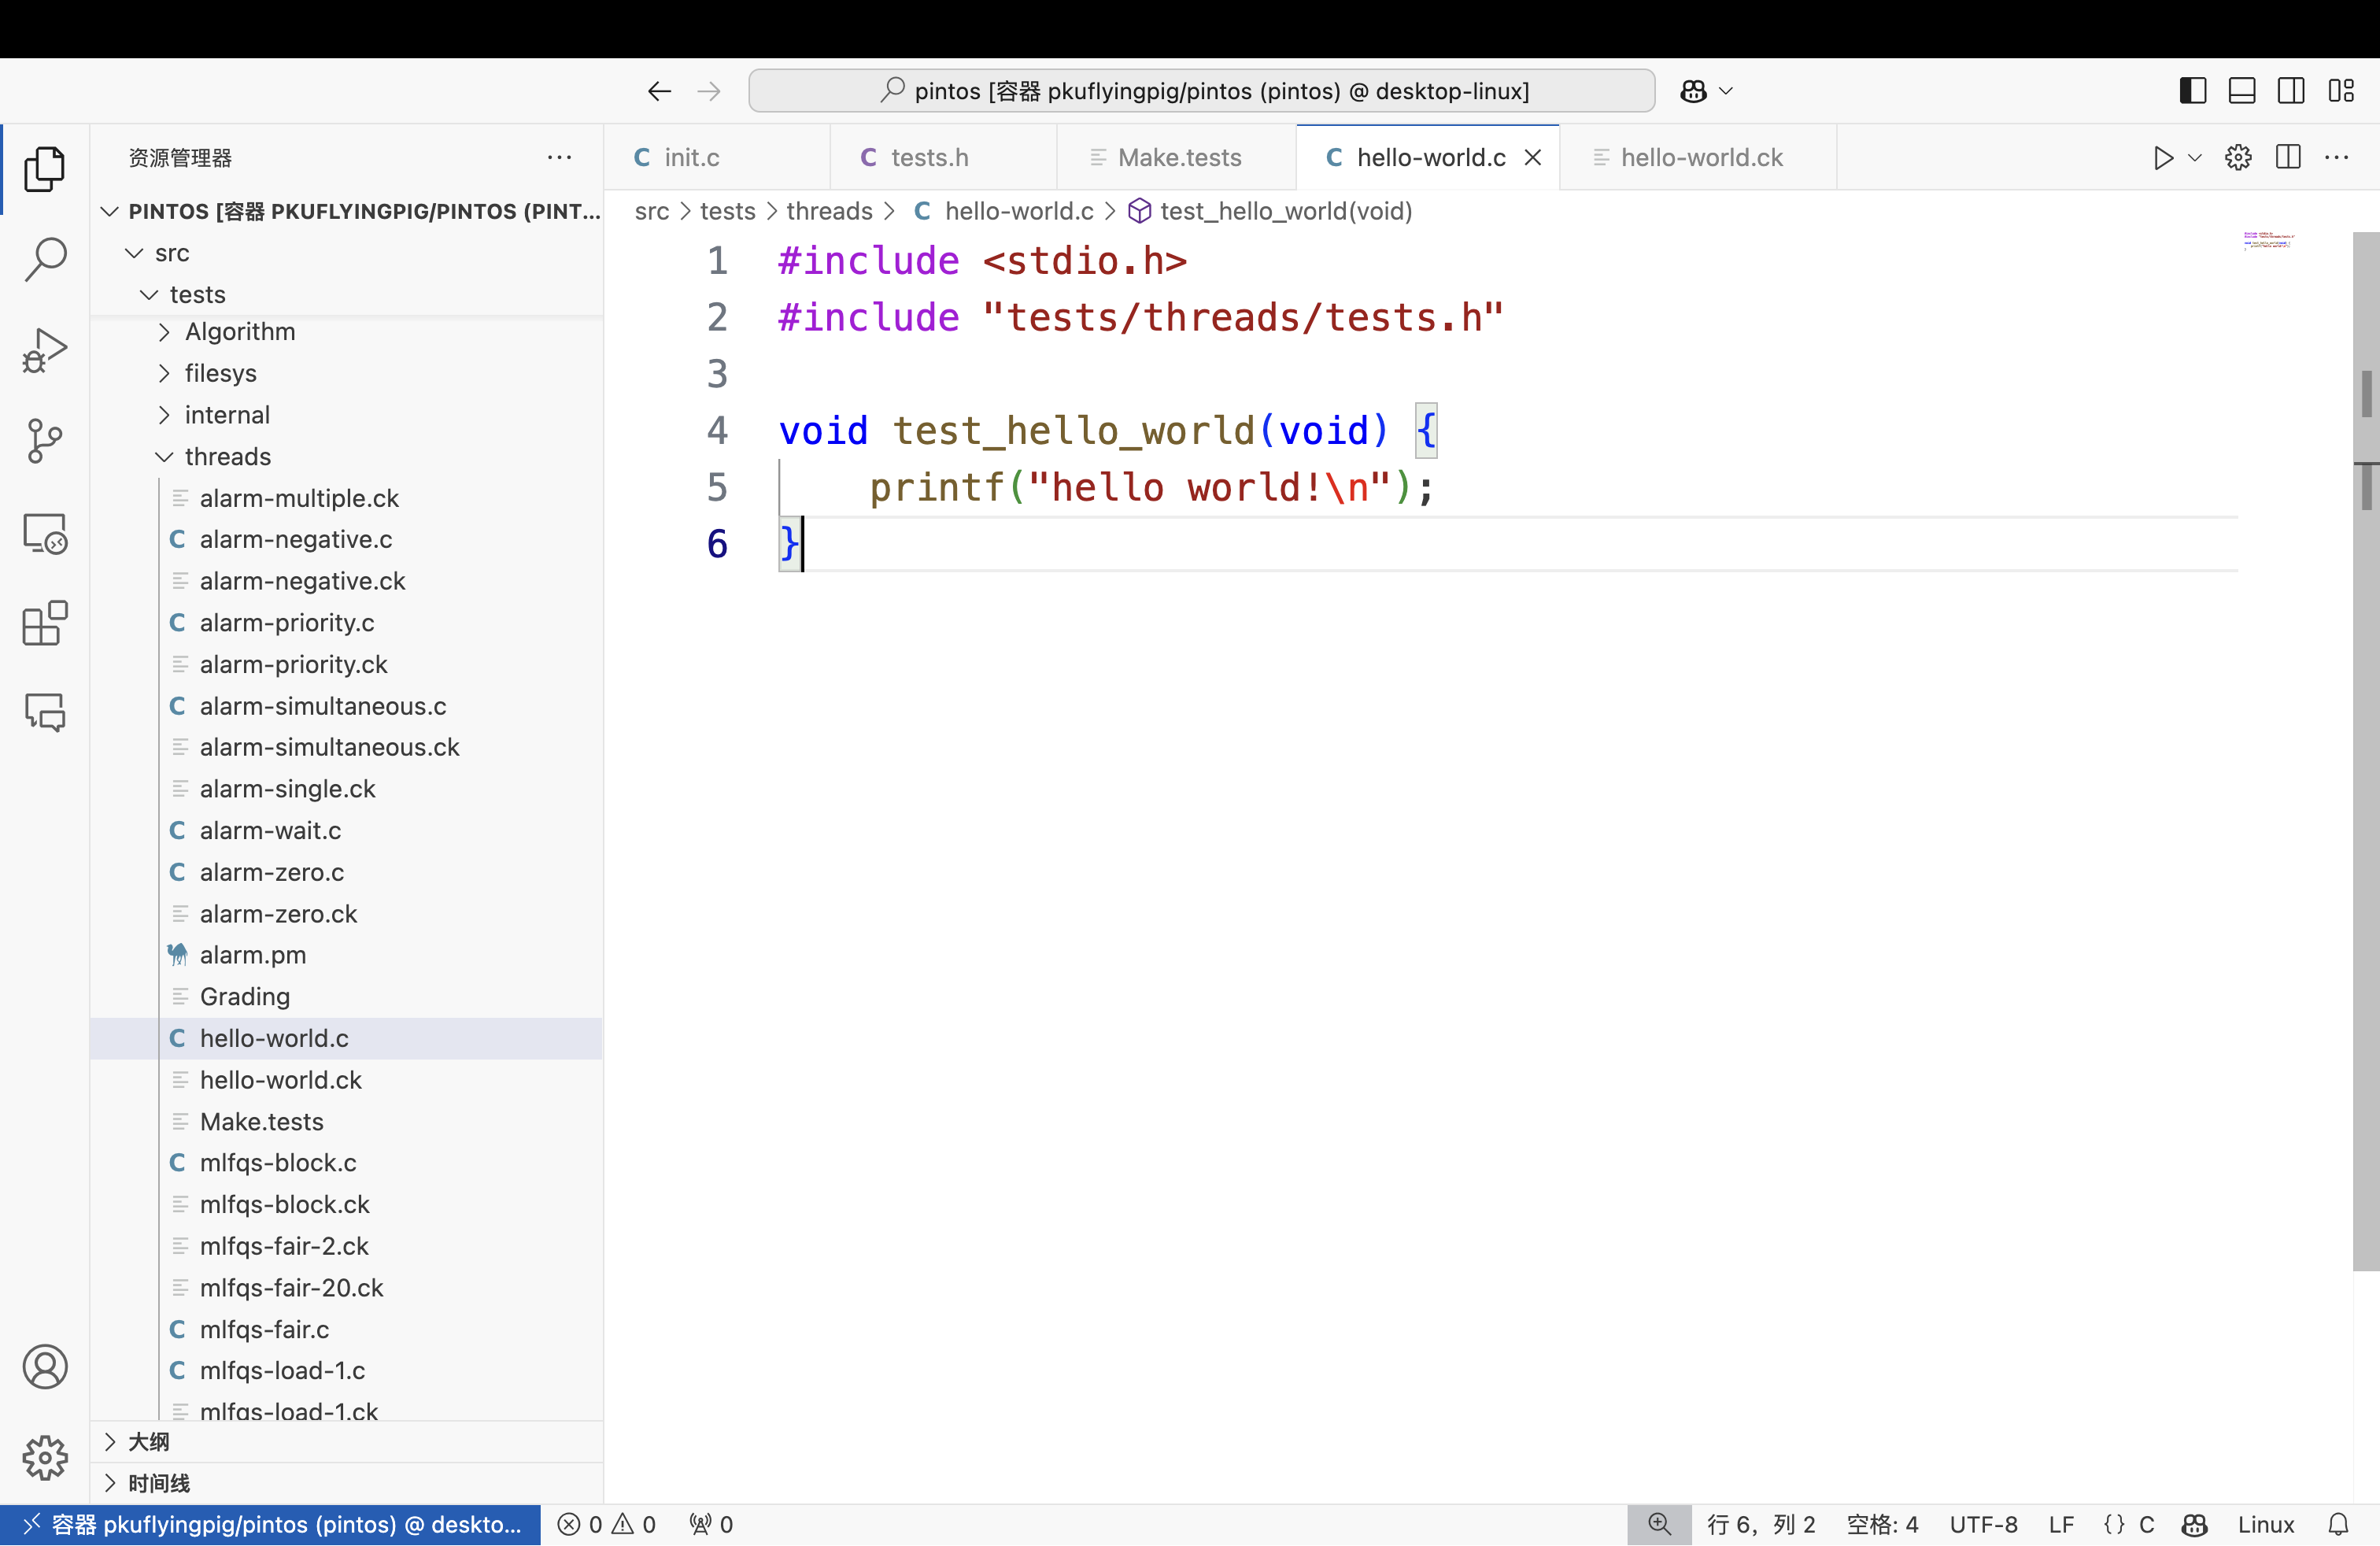 pintos [容器 pkuflyingpig/pintos (pintos) @ desktop-linux]
资源管理器
PINTOS [容器 PKUFLYINGPIG/PINTOS (PINT...
src
tests
Algorithm
filesys
internal
threads
alarm-multiple.ck
C alarm-negative.c
alarm-negative.ck
C alarm-priority.c
alarm-priority.ck
C alarm-simultaneous.c
alarm-simultaneous.ck
alarm-single.ck
C alarm-wait.c
C alarm-zero.c
alarm-zero.ck
alarm.pm
Grading
C hello-world.c
hello-world.ck
Make.tests
C mlfqs-block.c
mlfqs-block.ck
mlfqs-fair-2.ck
mlfqs-fair-20.ck
C mlfqs-fair.c
C mlfqs-load-1.c
mlfqs-load-1.ck
大纲
时间线
C init.c C tests.h Make.tests C hello-world.c hello-world.ck
src > tests > threads > C hello-world.c > test_hello_world(void)
1 #include <stdio.h>
2 #include "tests/threads/tests.h"
3
4 void test_hello_world(void) {
5 printf("hello world!\n");
6 }
容器 pkuflyingpig/pintos (pintos) @ deskto... 0 0 0 行 6, 列 2 空格: 4 UTF-8 LF {} C Linux